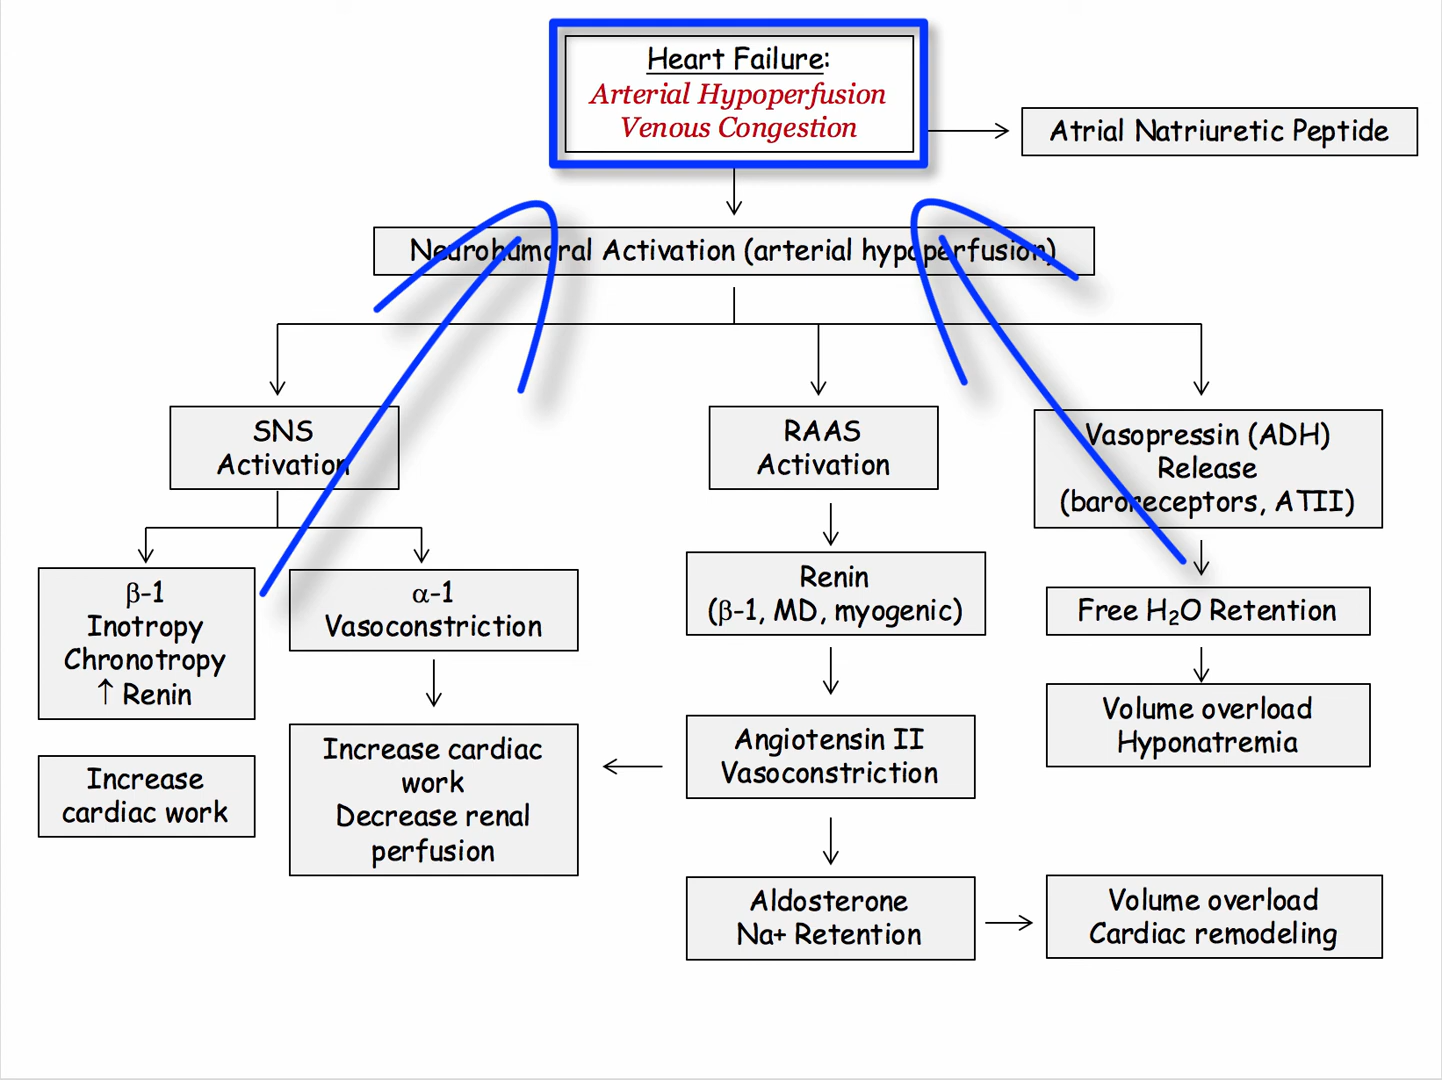 Heart Failure:
Arterial Hypoperfusion
Venous Congestion
Atrial Natriuretic Peptide
Neurohumoral Activation (arterial hypoperfusion)
SNS
Activation
RAAS
Activation
Vasopressin (ADH)
Release
(baroreceptors, ATII)
β-1
Inotropy
Chronotropy
↑ Renin
α-1
Vasoconstriction
Renin
(β-1, MD, myogenic)
Free H₂O Retention
Increase
cardiac work
Increase cardiac
work
Decrease renal
perfusion
Angiotensin II
Vasoconstriction
Volume overload
Hyponatremia
Aldosterone
Na+ Retention
Volume overload
Cardiac remodeling